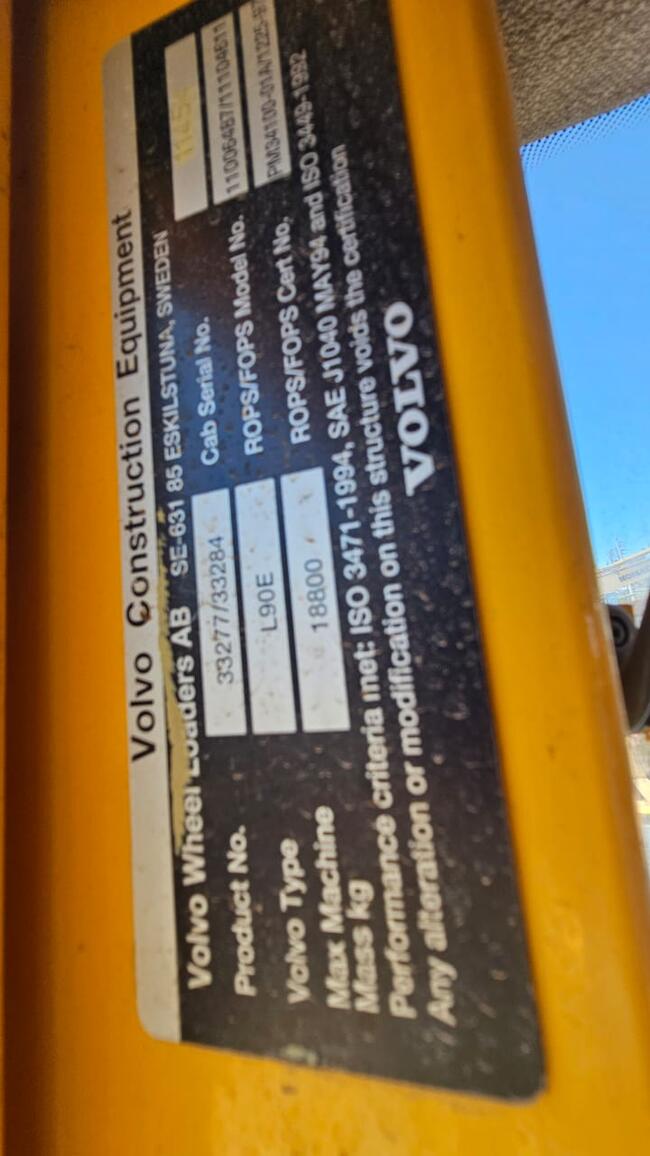 Volvo Construction Equipment
Volvo Wheel Loaders AB SE-631 85 ESKILSTUNA, SWEDEN
Product No. 33277/33284 Cab Serial No.
Volvo Type L90E ROPS/FOPS Model No. 11006487/11104611
Max Machine Mass kg 18800 ROPS/FOPS Cert No.
Performance criteria met: ISO 3471-1994, SAE J1040 MAY94 and ISO 3449-1992
Any alteration or modification on this structure voids the certification
VOLVO